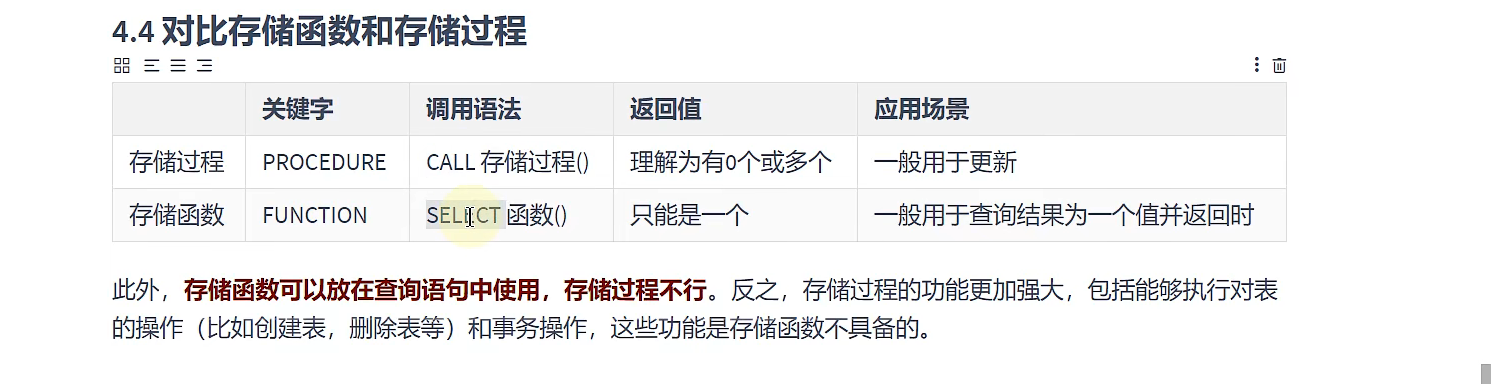 4.4 对比存储函数和存储过程
关键字 调用语法 返回值 应用场景
存储过程 PROCEDURE CALL 存储过程() 理解为有0个或多个 一般用于更新
存储函数 FUNCTION SELECT 函数() 只能是一个 一般用于查询结果为一个值并返回时
此外，存储函数可以放在查询语句中使用，存储过程不行。反之，存储过程的功能更加强大，包括能够执行对表
的操作（比如创建表，删除表等）和事务操作，这些功能是存储函数不具备的。